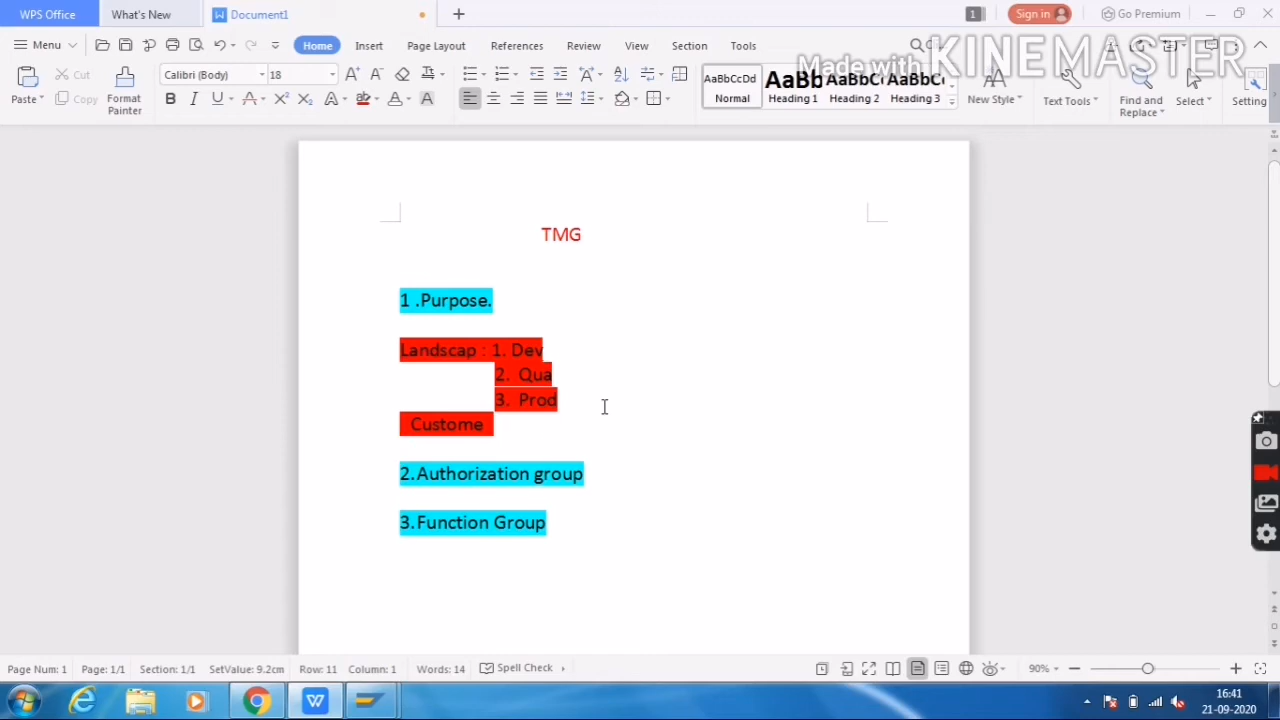 WPS Office What's New Document1 1 Sign in Go Premium
Menu Home Insert Page Layout References Review View Section Tools
Made with KINEMASTER
Paste Cut Copy Format Painter Calibri (Body) 18 AaBbCcDd Normal AaBb Heading 1 AaBbC Heading 2 AaBbC Heading 3 New Style Text Tools Find and Replace Select Setting
TMG
1 .Purpose.
Landscap : 1. Dev
2. Qua
3. Prod
Custome
2.Authorization group
3.Function Group
Page Num: 1 Page: 1/1 Section: 1/1 SetValue: 9.2cm Row: 11 Column: 1 Words: 14 Spell Check 90%
16:41
21-09-2020